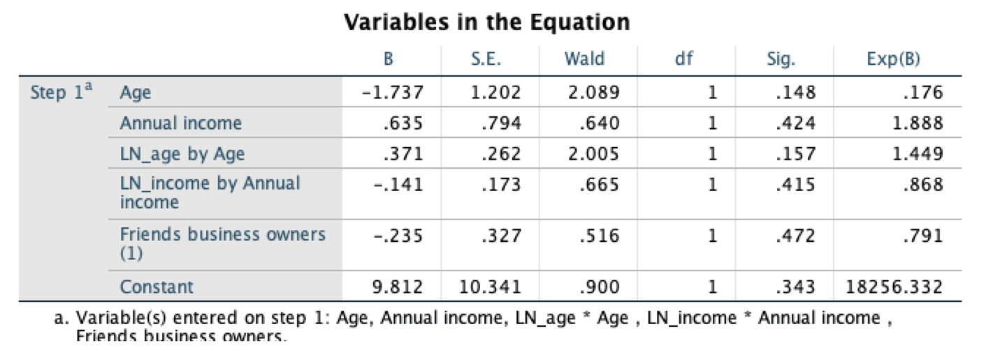 Variables in the Equation
B S.E. Wald df Sig. Exp(B)
Step 1a Age -1.737 1.202 2.089 1 .148 .176
Annual income .635 .794 .640 1 .424 1.888
LN_age by Age .371 .262 2.005 1 .157 1.449
LN_income by Annual -.141 .173 .665 1 .415 .868
income
Friends business owners -.235 .327 .516 1 .472 .791
(1)
Constant 9.812 10.341 .900 1 .343 18256.332
a. Variable(s) entered on step 1: Age, Annual income, LN_age * Age , LN_income * Annual income ,
Friends business owners.